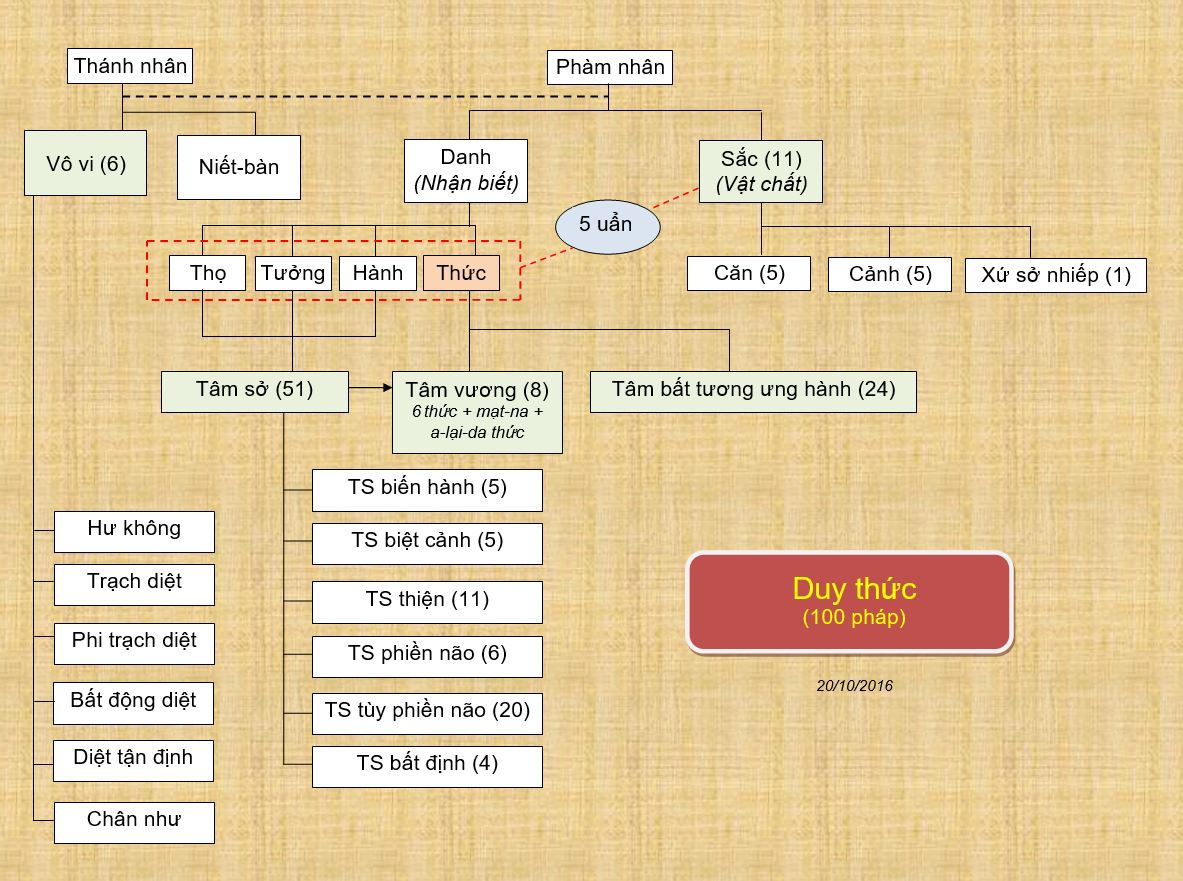 Thánh nhân
Phàm nhân
Vô vi (6)
Niết-bàn
Danh
(Nhận biết)
Sắc (11)
(Vật chất)
5 uẩn
Thọ
Tưởng
Hành
Thức
Căn (5)
Cảnh (5)
Xứ sở nhiếp (1)
Tâm sở (51)
Tâm vương (8)
6 thức + mạt-na +
a-lại-da thức
Tâm bất tương ưng hành (24)
TS biến hành (5)
TS biệt cảnh (5)
TS thiện (11)
TS phiền não (6)
TS tùy phiền não (20)
TS bất định (4)
Hư không
Trạch diệt
Phi trạch diệt
Bất động diệt
Diệt tận định
Chân như
Duy thức
(100 pháp)
20/10/2016